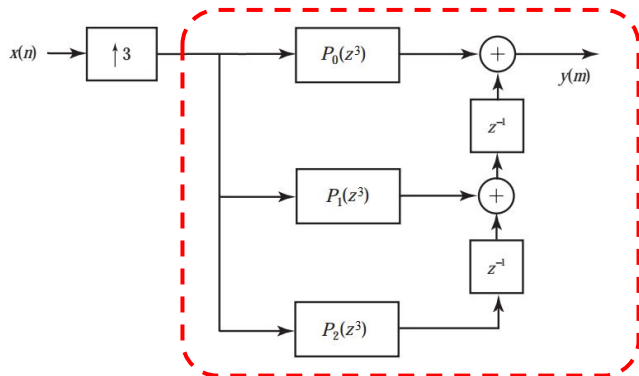 x(n)
↑3
P₀(z³)
+
y(m)
z⁻¹
P₁(z³)
+
z⁻¹
P₂(z³)